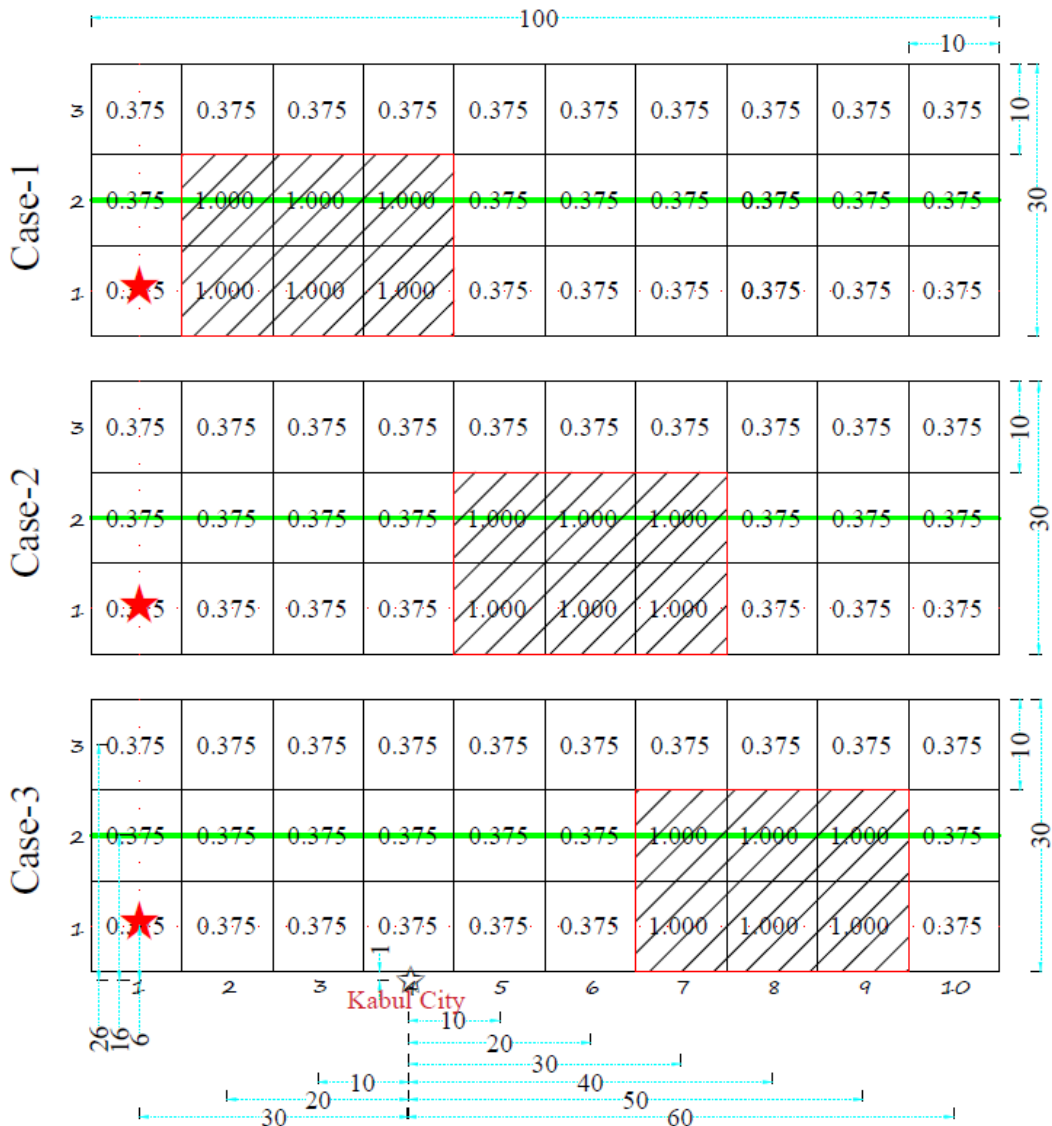 100
10
Case-1
3 0.375 0.375 0.375 0.375 0.375 0.375 0.375 0.375 0.375 0.375 10
2 0.375 1.000 1.000 1.000 0.375 0.375 0.375 0.375 0.375 0.375 30
1 0.375 1.000 1.000 1.000 0.375 0.375 0.375 0.375 0.375 0.375
Case-2
3 0.375 0.375 0.375 0.375 0.375 0.375 0.375 0.375 0.375 0.375 10
2 0.375 0.375 0.375 0.375 1.000 1.000 1.000 0.375 0.375 0.375 30
1 0.375 0.375 0.375 0.375 1.000 1.000 1.000 0.375 0.375 0.375
Case-3
3 0.375 0.375 0.375 0.375 0.375 0.375 0.375 0.375 0.375 0.375 10
2 0.375 0.375 0.375 0.375 0.375 0.375 1.000 1.000 1.000 0.375 30
1 0.375 0.375 0.375 0.375 0.375 0.375 1.000 1.000 1.000 0.375
1
1 2 3 4 5 6 7 8 9 10
Kabul City
26 16 6
10
20
30
10 40
20 50
30 60